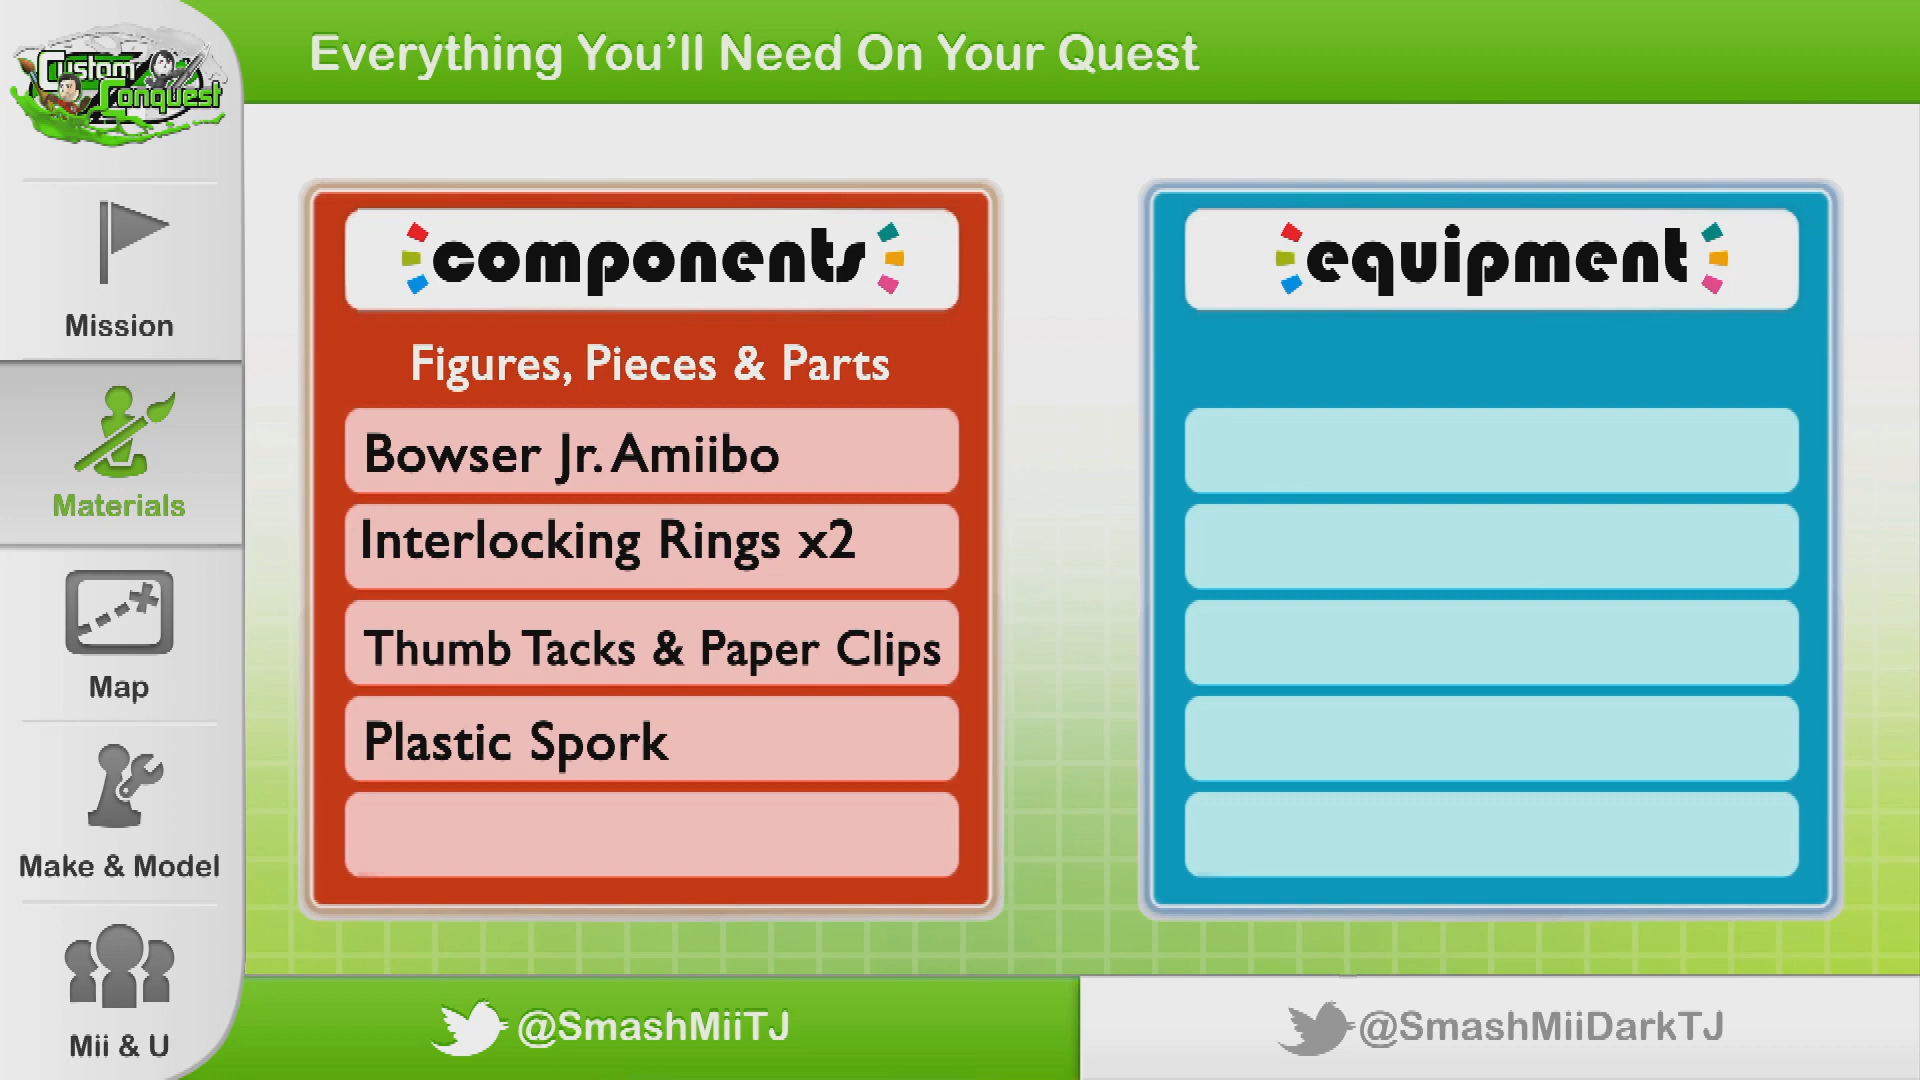 Custom
Conquest
Everything You'll Need On Your Quest
Mission
Materials
Map
Make & Model
Mii & U
components
Figures, Pieces & Parts
Bowser Jr. Amiibo
Interlocking Rings x2
Thumb Tacks & Paper Clips
Plastic Spork
equipment
@SmashMiiTJ
@SmashMiiDarkTJ